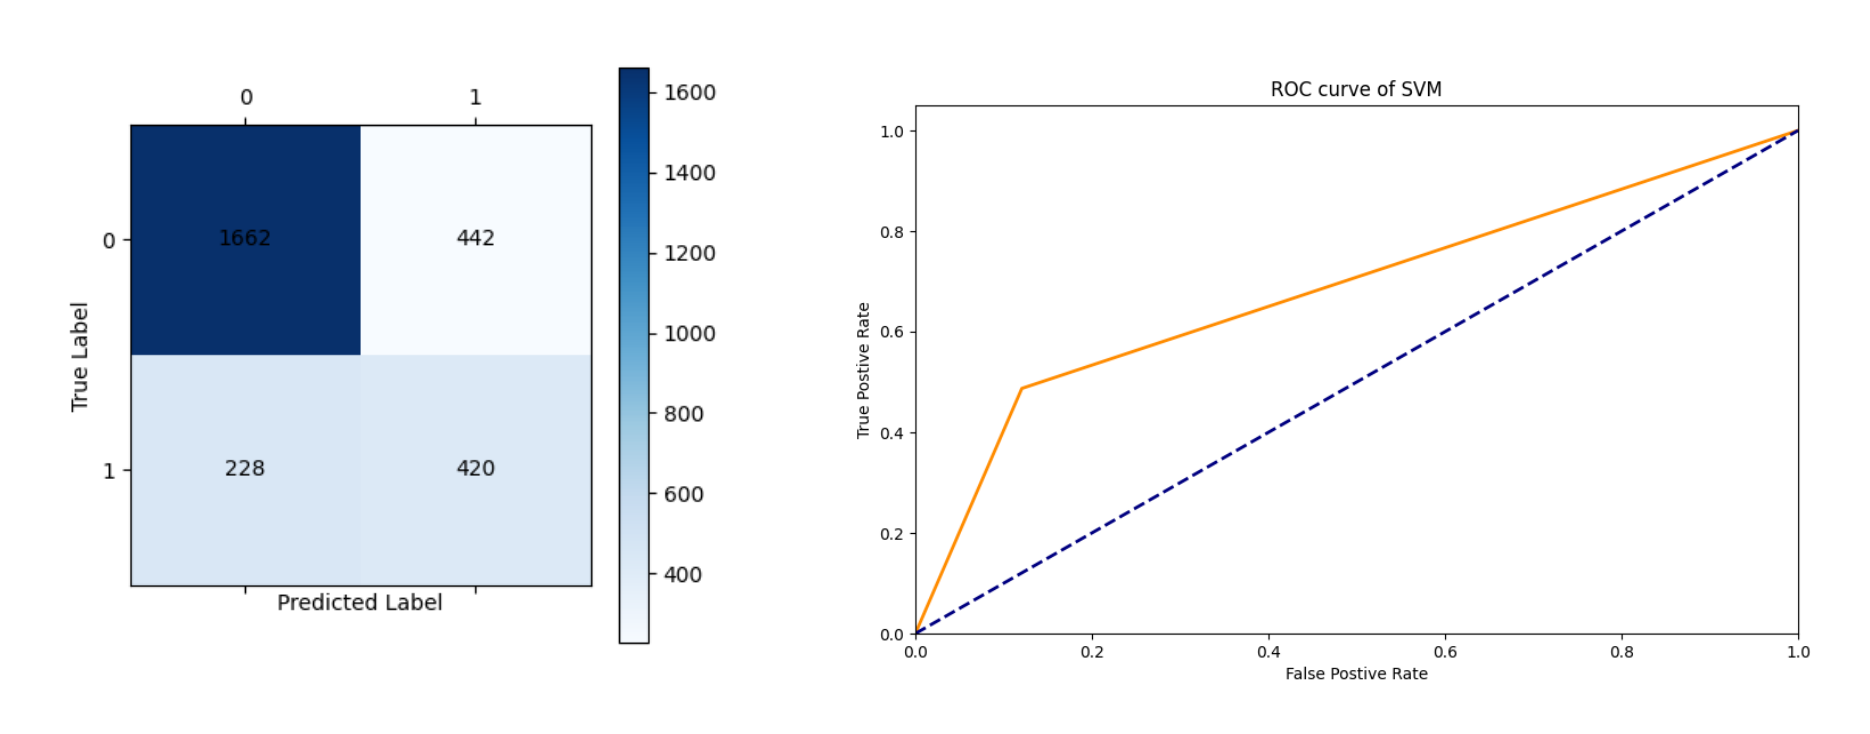 0 1
0 1662 442
1 228 420
True Label
Predicted Label
1600
1400
1200
1000
800
600
400
ROC curve of SVM
1.0
0.8
0.6
0.4
0.2
0.0
True Postive Rate
0.0 0.2 0.4 0.6 0.8 1.0
False Postive Rate